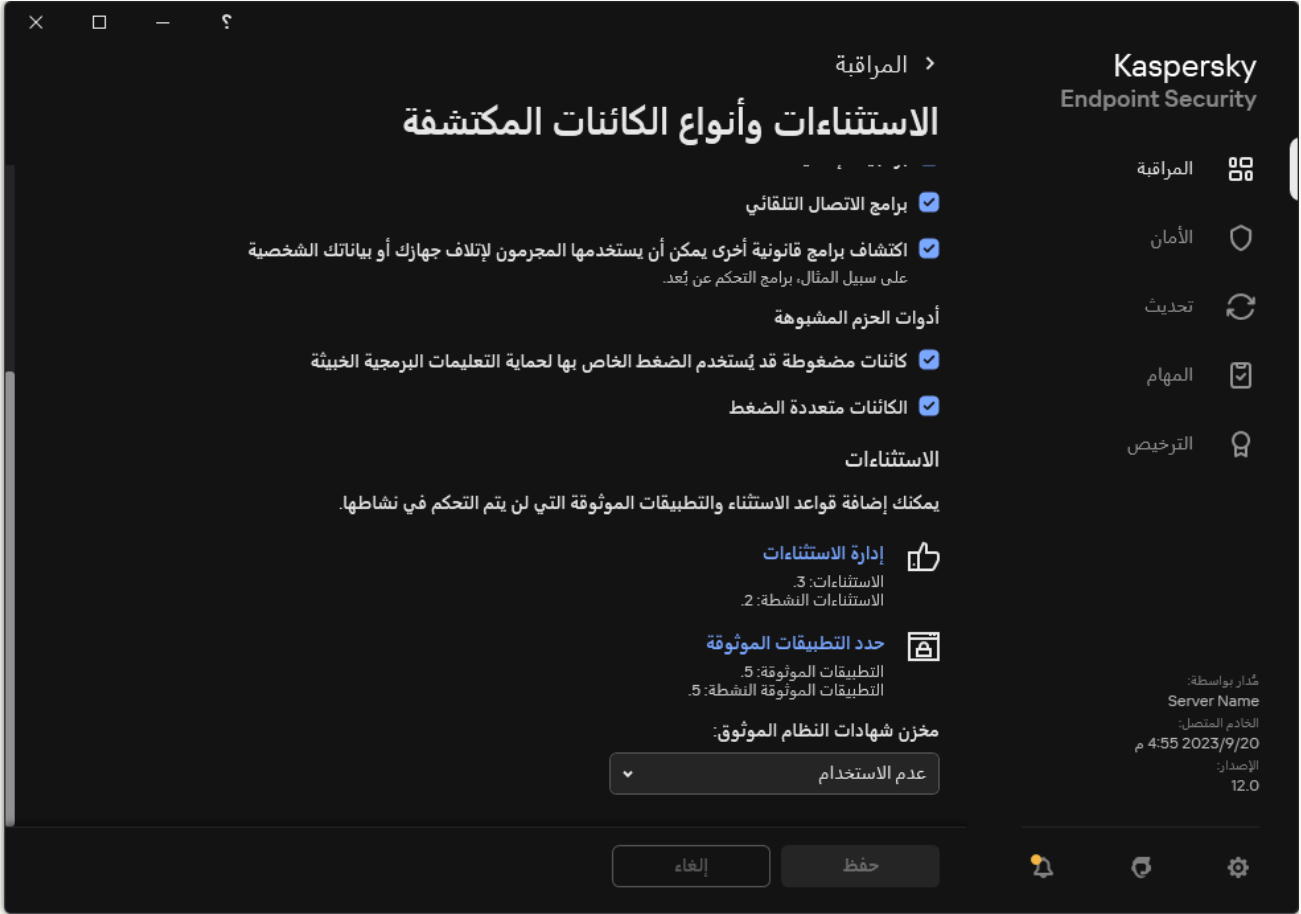 ؟
Kaspersky
Endpoint Security
المراقبة
الأمان
تحديث
المهام
الترخيص
مُدار بواسطة:
Server Name
الخادم المتصل:
2023/9/20 4:55 م
الإصدار:
12.0
المراقبة
الاستثناءات وأنواع الكائنات المكتشفة
برامج الاتصال التلقائي
اكتشاف برامج قانونية أخرى يمكن أن يستخدمها المجرمون لإتلاف جهازك أو بياناتك الشخصية
على سبيل المثال، برامج التحكم عن بُعد.
أدوات الحزم المشبوهة
كائنات مضغوطة قد يُستخدم الضغط الخاص بها لحماية التعليمات البرمجية الخبيثة
الكائنات متعددة الضغط
الاستثناءات
يمكنك إضافة قواعد الاستثناء والتطبيقات الموثوقة التي لن يتم التحكم في نشاطها.
إدارة الاستثناءات
الاستثناءات: 3.
الاستثناءات النشطة: 2.
حدد التطبيقات الموثوقة
التطبيقات الموثوقة: 5.
التطبيقات الموثوقة النشطة: 5.
مخزن شهادات النظام الموثوق:
عدم الاستخدام
حفظ
إلغاء